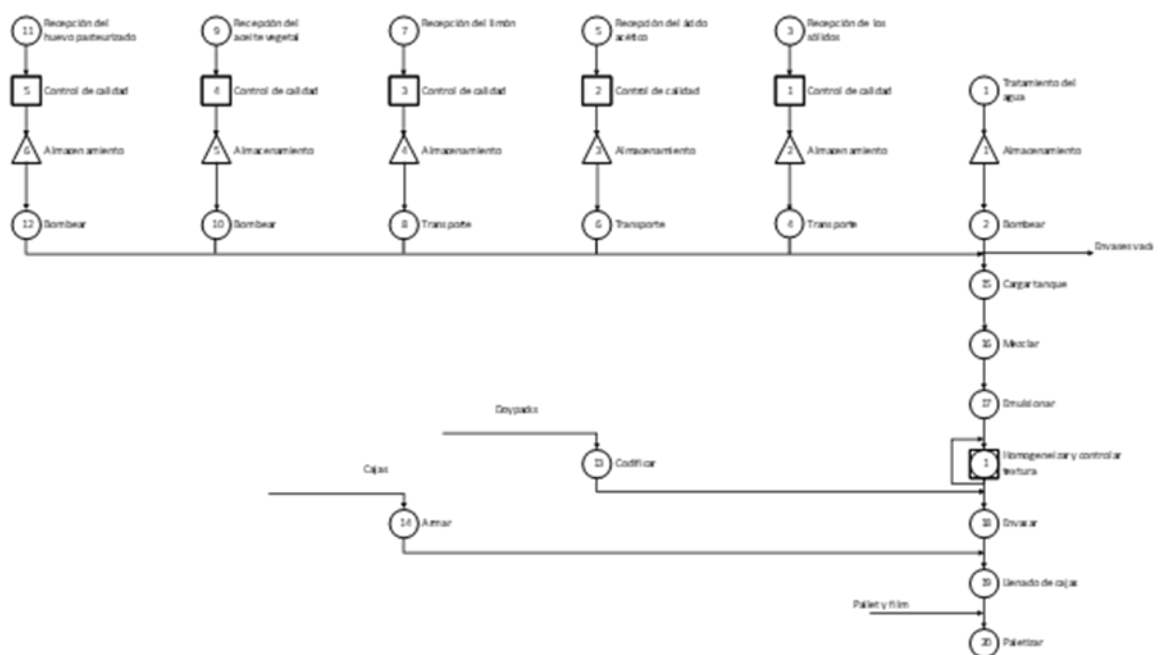 11 Recepción del
huevo pasteurizado
9 Recepción del
aceite vegetal
7 Recepción del limón
5 Recepción del ácido
acético
3 Recepción de los
sólidos
5 Control de calidad
4 Control de calidad
3 Control de calidad
2 Control de calidad
1 Control de calidad
1 Tratamiento del
agua
6 Almacenamiento
5 Almacenamiento
4 Almacenamiento
3 Almacenamiento
2 Almacenamiento
1 Almacenamiento
12 Bombear
10 Bombear
8 Transporte
6 Transporte
4 Transporte
2 Bombear
Envases vaci
15 Cargar tanque
16 Mezclar
17 Emulsionar
Doypacks
13 Codificar
1 Homogeneizar y controlar
textura
Cajas
14 Armar
18 Envasar
19 Llenado de cajas
Pallet y film
20 Paletizar